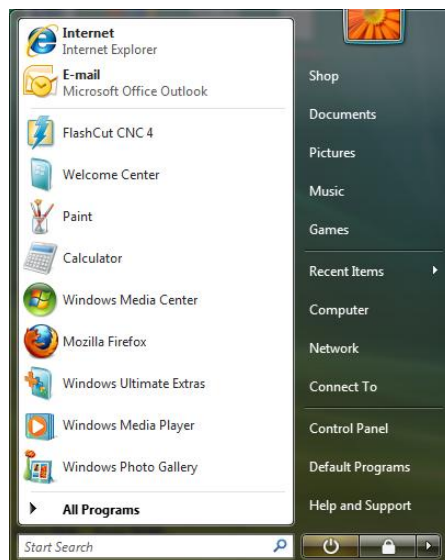 Internet
Internet Explorer
E-mail
Microsoft Office Outlook
FlashCut CNC 4
Welcome Center
Paint
Calculator
Windows Media Center
Mozilla Firefox
Windows Ultimate Extras
Windows Media Player
Windows Photo Gallery
All Programs
Start Search
Shop
Documents
Pictures
Music
Games
Recent Items
Computer
Network
Connect To
Control Panel
Default Programs
Help and Support